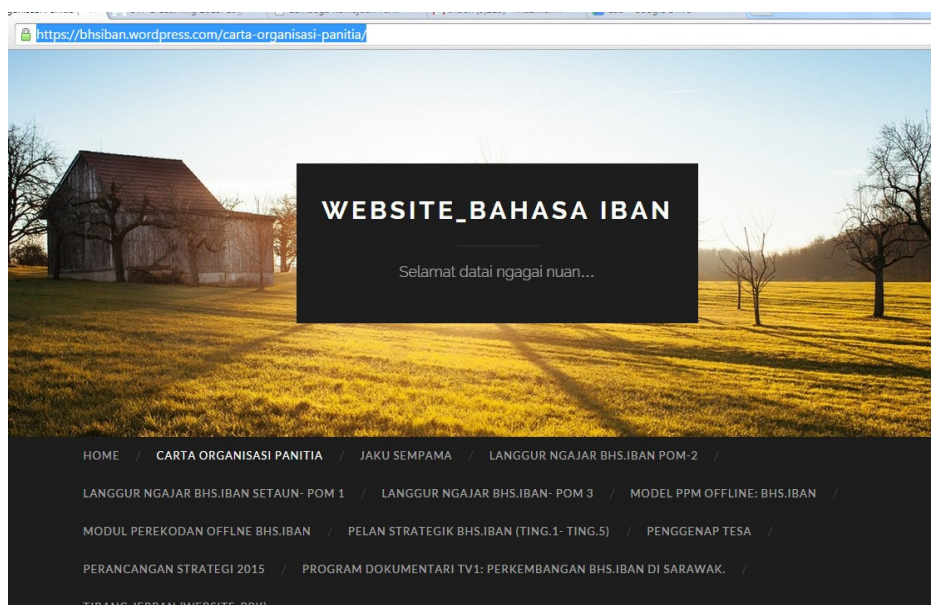 https://bhsiban.wordpress.com/carta-organisasi-panitia/
WEBSITE_BAHASA IBAN
Selamat datai ngagai nuan...
HOME / CARTA ORGANISASI PANITIA / JAKU SEMPAMA / LANGGUR NGAJAR BHS.IBAN POM-2 /
LANGGUR NGAJAR BHS.IBAN SETAUN- POM 1 / LANGGUR NGAJAR BHS.IBAN- POM 3 / MODEL PPM OFFLINE: BHS.IBAN /
MODUL PEREKODAN OFFLNE BHS.IBAN / PELAN STRATEGIK BHS.IBAN (TING.1- TING.5) / PENGGENAP TESA /
PERANCANGAN STRATEGI 2015 / PROGRAM DOKUMENTARI TV1: PERKEMBANGAN BHS.IBAN DI SARAWAK. /